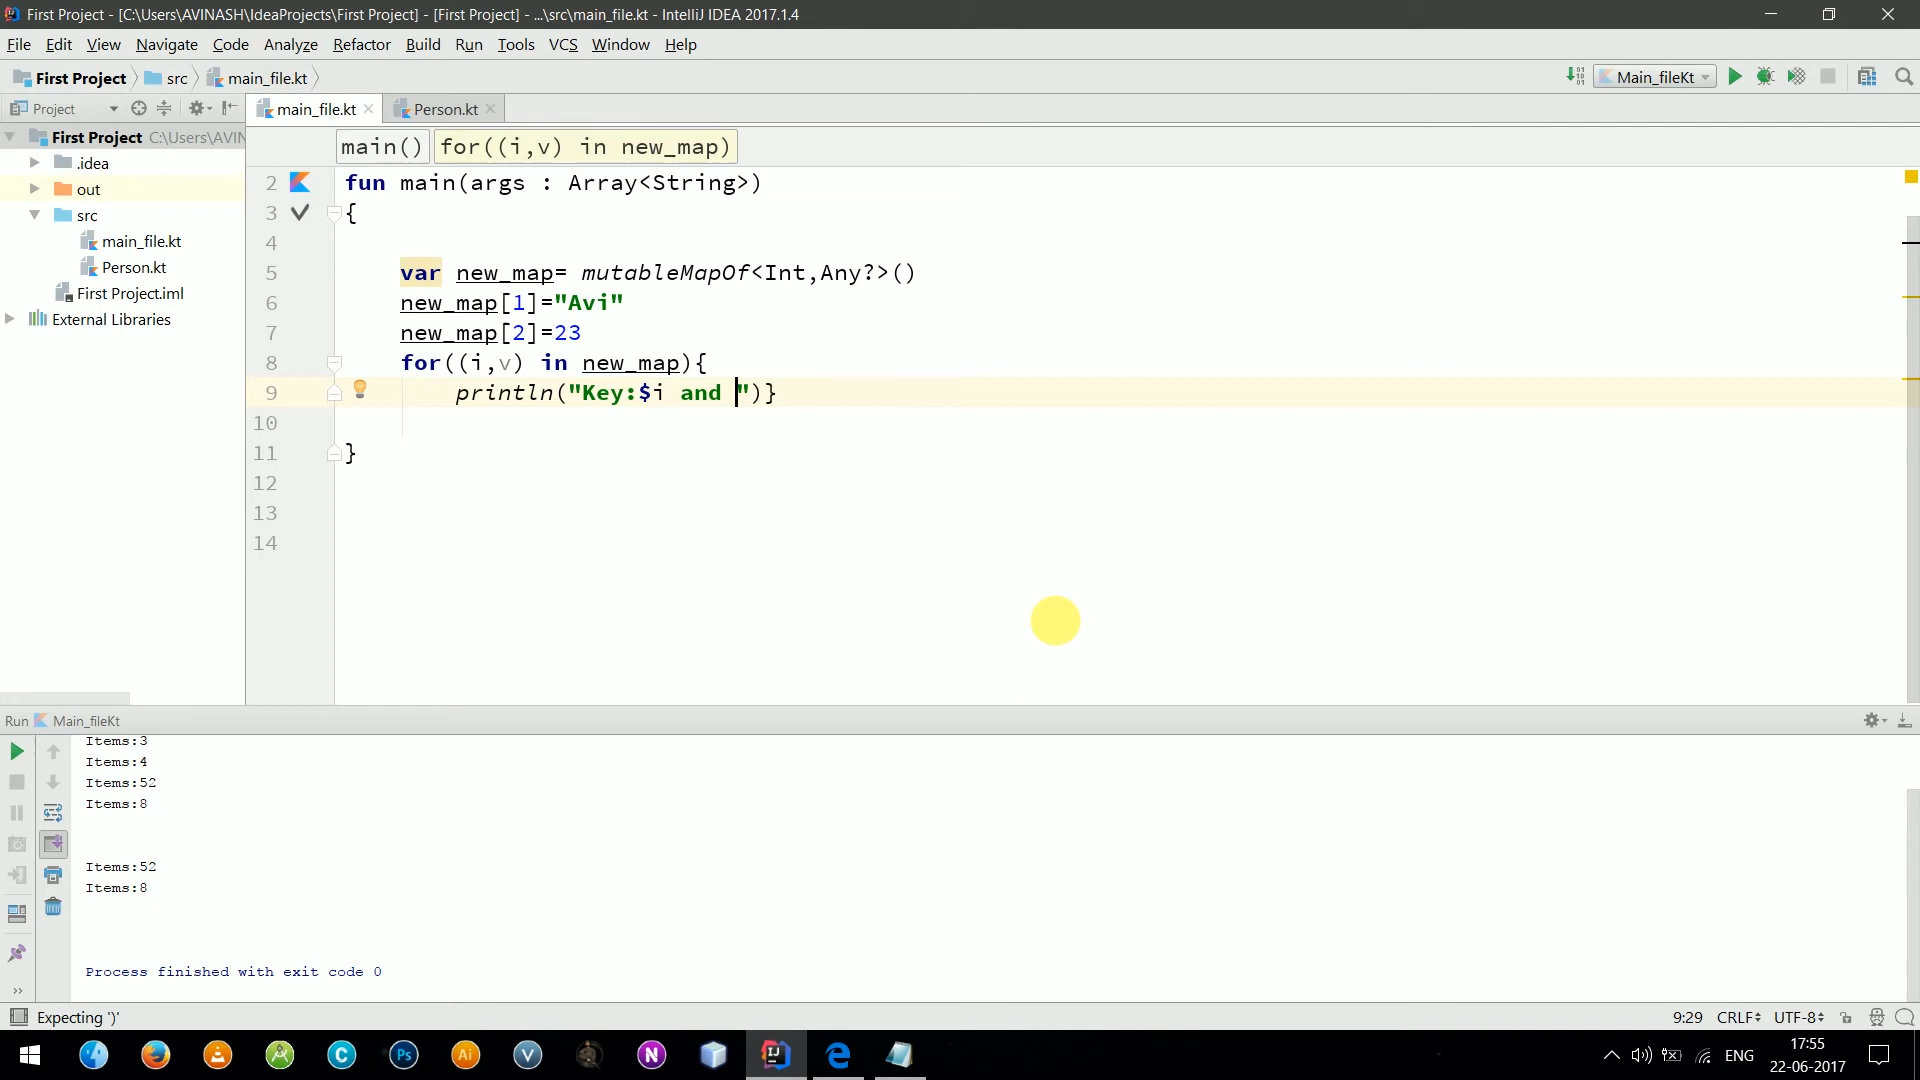 First Project - [C:\Users\AVINASH\IdeaProjects\First Project] - [First Project] - ...\src\main_file.kt - IntelliJ IDEA 2017.1.4
File Edit View Navigate Code Analyze Refactor Build Run Tools VCS Window Help
First Project src main_file.kt Main_fileKt
Project main_file.kt Person.kt
First Project C:\Users\AVIN
.idea
out
src
main_file.kt
Person.kt
First Project.iml
External Libraries
main() for((i,v) in new_map)
2 fun main(args : Array<String>)
3 {
4
5 var new_map= mutableMapOf<Int,Any?>()
6 new_map[1]="Avi"
7 new_map[2]=23
8 for((i,v) in new_map){
9 println("Key:$i and ")}
10
11 }
12
13
14
Run Main_fileKt
Items:3
Items:4
Items:52
Items:8
Items:52
Items:8
Process finished with exit code 0
Expecting ')' 9:29 CRLF UTF-8
ENG
17:55
22-06-2017